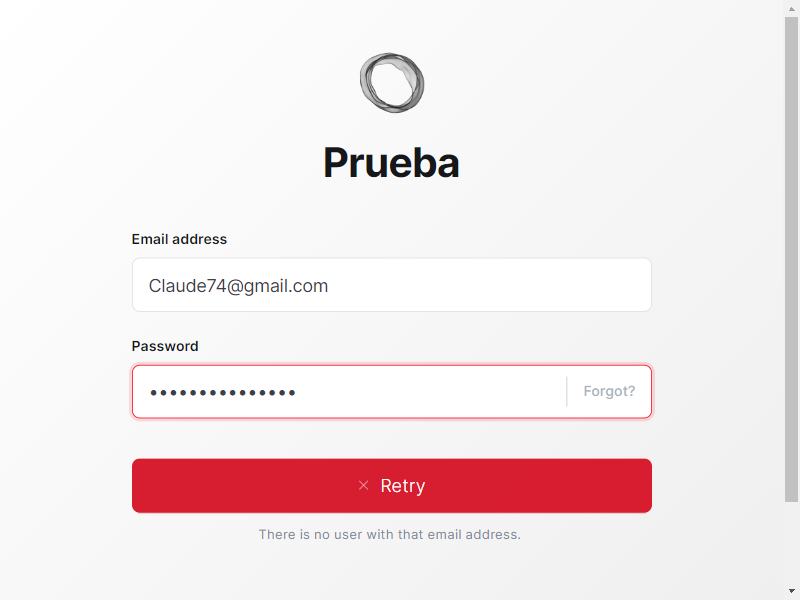 Prueba
Email address
Claude74@gmail.com
Password
•••••••••••••••
Forgot?
× Retry
There is no user with that email address.